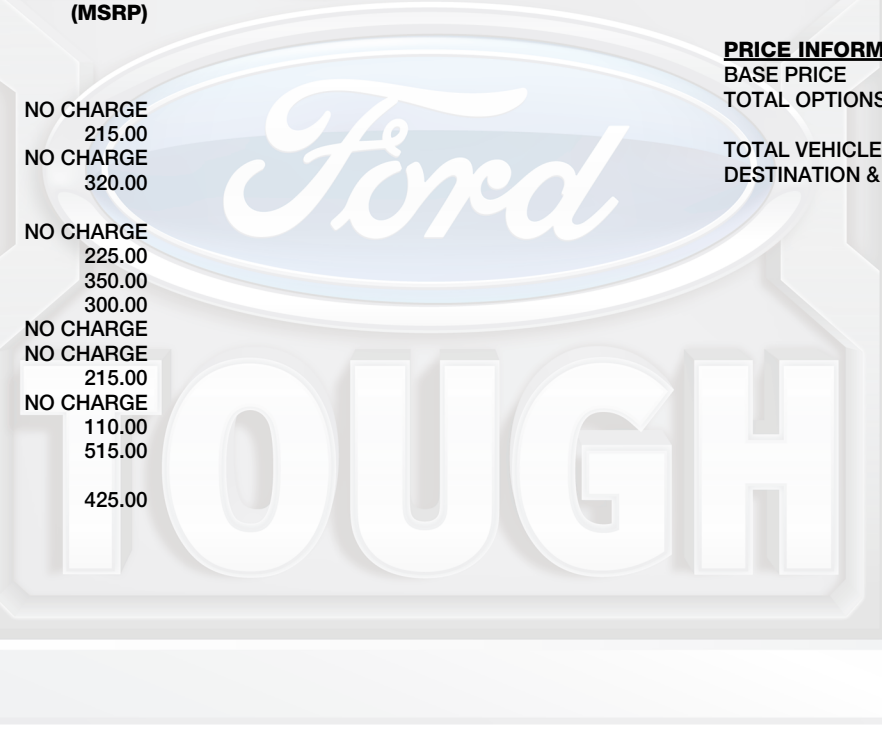 (MSRP)
NO CHARGE
215.00
NO CHARGE
320.00
NO CHARGE
225.00
350.00
300.00
NO CHARGE
NO CHARGE
215.00
NO CHARGE
110.00
515.00
425.00
PRICE INFORM
BASE PRICE
TOTAL OPTIONS
TOTAL VEHICLE
DESTINATION &
Ford
TOUGH